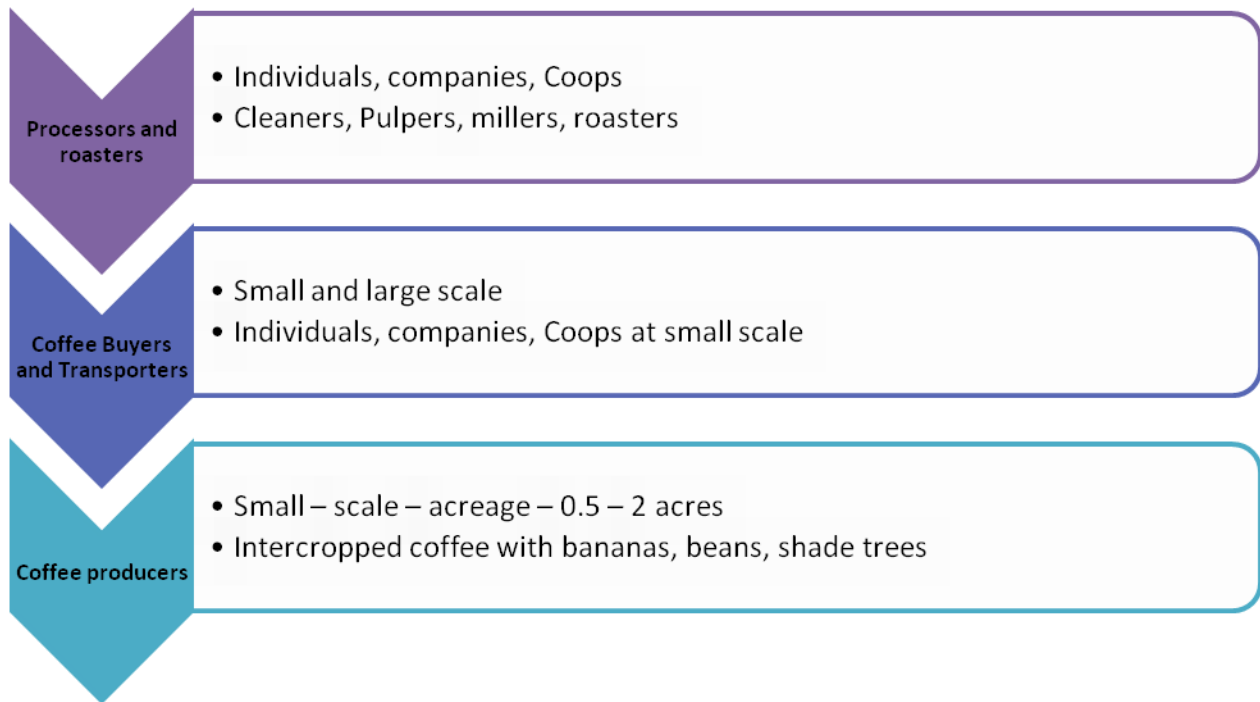 Processors and
roasters
• Individuals, companies, Coops
• Cleaners, Pulpers, millers, roasters
Coffee Buyers
and Transporters
• Small and large scale
• Individuals, companies, Coops at small scale
Coffee producers
• Small – scale – acreage – 0.5 – 2 acres
• Intercropped coffee with bananas, beans, shade trees